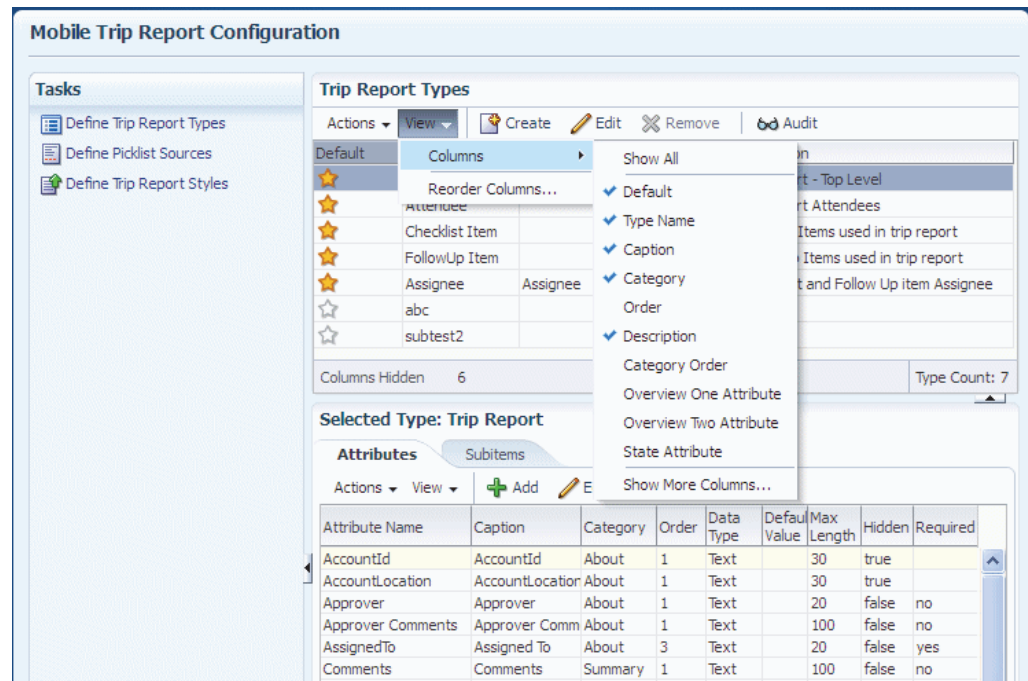 Mobile Trip Report Configuration
Tasks
Define Trip Report Types
Define Picklist Sources
Define Trip Report Styles
Trip Report Types
Actions View Create Edit Remove Audit
Default
Columns
Reorder Columns...
Show All
Default
Type Name
Caption
Category
Order
Description
Category Order
Overview One Attribute
Overview Two Attribute
State Attribute
Show More Columns...
on
rt - Top Level
Attendee rt Attendees
Checklist Item Items used in trip report
FollowUp Item Items used in trip report
Assignee Assignee t and Follow Up item Assignee
abc
subtest2
Columns Hidden 6 Type Count: 7
Selected Type: Trip Report
Attributes Subitems
Actions View Add E
Attribute Name Caption Category Order Data Type Defaul Value Max Length Hidden Required
AccountId AccountId About 1 Text 30 true
AccountLocation AccountLocation About 1 Text 30 true
Approver Approver About 1 Text 20 false no
Approver Comments Approver Comm About 1 Text 100 false no
AssignedTo Assigned To About 3 Text 20 false yes
Comments Comments Summary 1 Text 100 false no